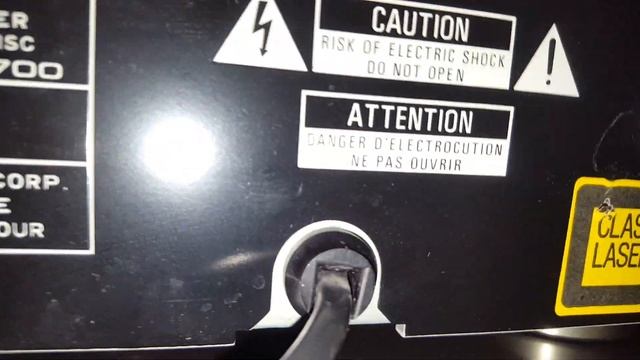 ER
ISC
700
CORP.
E
OUR
CAUTION
RISK OF ELECTRIC SHOCK
DO NOT OPEN
!
ATTENTION
DANGER D'ELECTROCUTION
NE PAS OUVRIR
CLAS
LASE